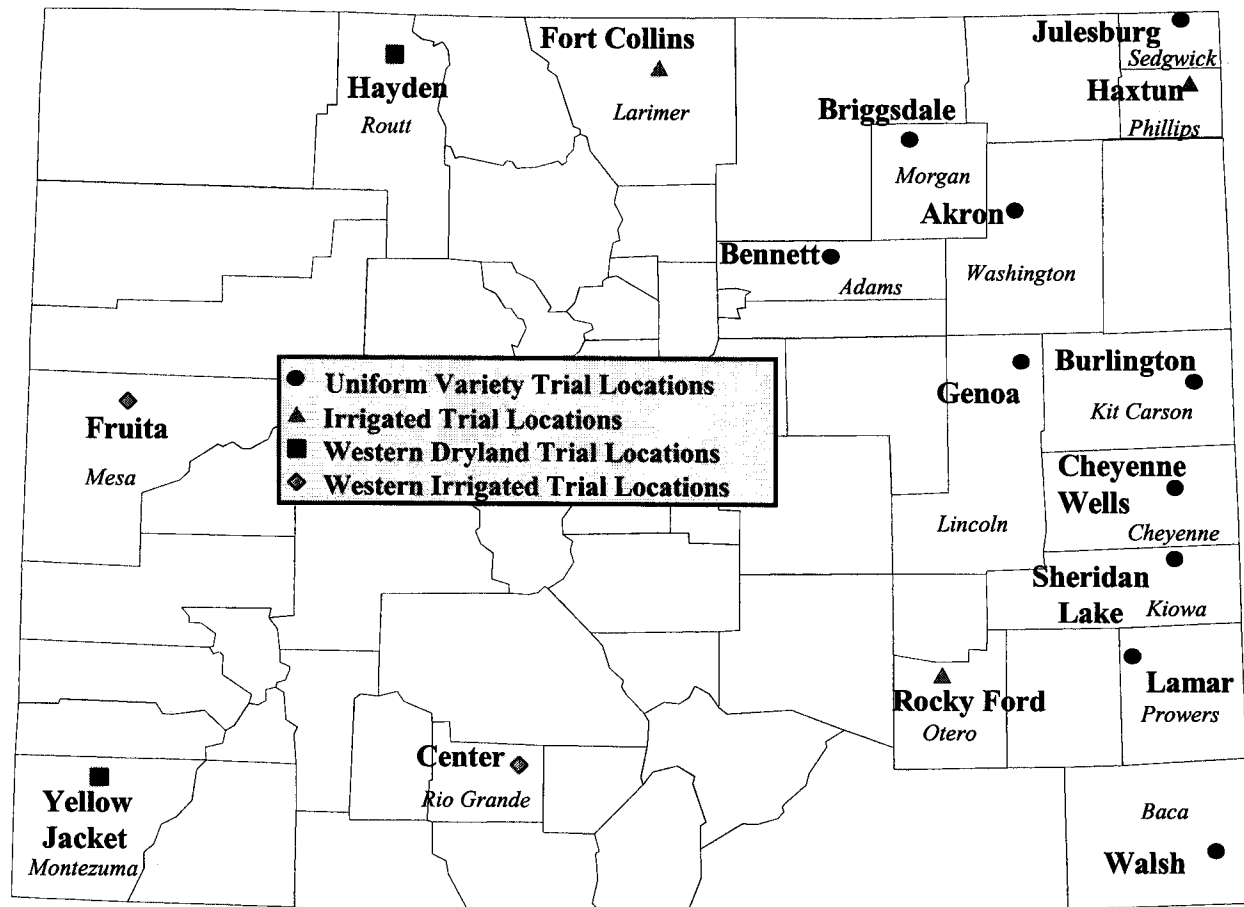 Julesburg
Sedgwick
Fort Collins
Hayden
Haxtun
Larimer
Routt
Briggsdale
Phillips
Morgan
Akron
Bennett
Washington
Adams
Uniform Variety Trial Locations
Irrigated Trial Locations
Western Dryland Trial Locations
Western Irrigated Trial Locations
Burlington
Genoa
Kit Carson
Fruita
Mesa
Cheyenne
Wells
Lincoln
Cheyenne
Sheridan
Lake
Kiowa
Lamar
Prowers
Rocky Ford
Otero
Center
Rio Grande
Yellow
Jacket
Montezuma
Baca
Walsh